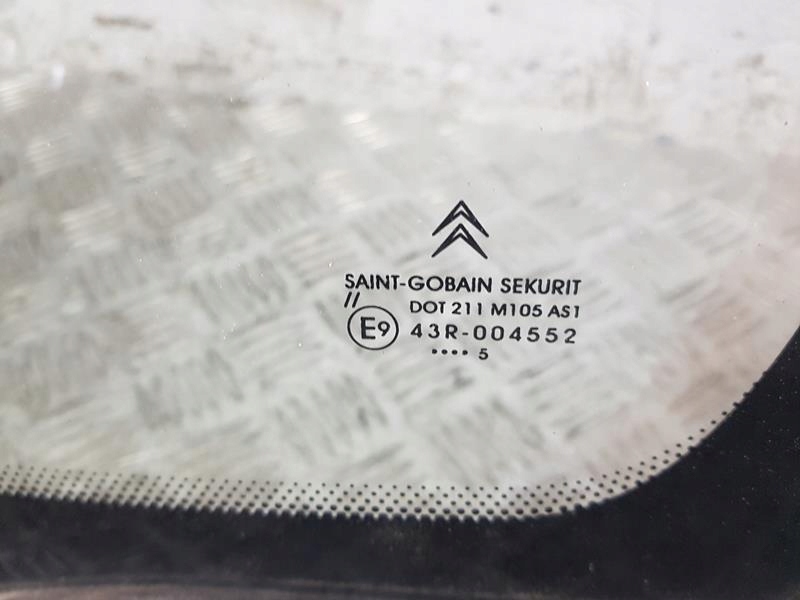 SAINT-GOBAIN SEKURIT
//
DOT 211 M105 AS1
E9 43R-004552
•••• 5